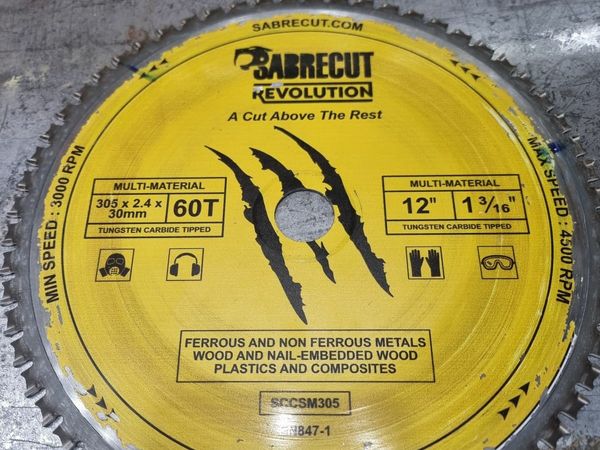 SABRECUT.COM
SABRECUT
REVOLUTION
A Cut Above The Rest
MIN SPEED : 3000 RPM
MAX SPEED : 4500 RPM
MULTI-MATERIAL
305 x 2.4 x
30mm
60T
TUNGSTEN CARBIDE TIPPED
MULTI-MATERIAL
12"
1 3/16"
TUNGSTEN CARBIDE TIPPED
FERROUS AND NON FERROUS METALS
WOOD AND NAIL-EMBEDDED WOOD
PLASTICS AND COMPOSITES
SCCSM305
N847-1